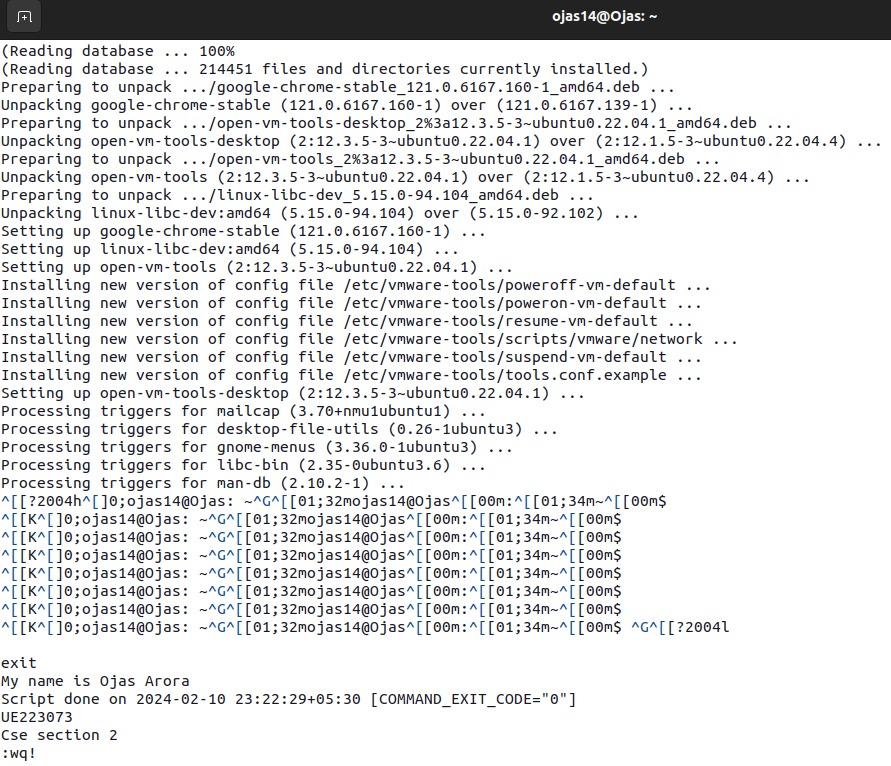 ojas14@Ojas: ~
(Reading database ... 100%
(Reading database ... 214451 files and directories currently installed.)
Preparing to unpack .../google-chrome-stable_121.0.6167.160-1_amd64.deb ...
Unpacking google-chrome-stable (121.0.6167.160-1) over (121.0.6167.139-1) ...
Preparing to unpack .../open-vm-tools-desktop_2%3a12.3.5-3~ubuntu0.22.04.1_amd64.deb ...
Unpacking open-vm-tools-desktop (2:12.3.5-3~ubuntu0.22.04.1) over (2:12.1.5-3~ubuntu0.22.04.4) ...
Preparing to unpack .../open-vm-tools_2%3a12.3.5-3~ubuntu0.22.04.1_amd64.deb ...
Unpacking open-vm-tools (2:12.3.5-3~ubuntu0.22.04.1) over (2:12.1.5-3~ubuntu0.22.04.4) ...
Preparing to unpack .../linux-libc-dev_5.15.0-94.104_amd64.deb ...
Unpacking linux-libc-dev:amd64 (5.15.0-94.104) over (5.15.0-92.102) ...
Setting up google-chrome-stable (121.0.6167.160-1) ...
Setting up linux-libc-dev:amd64 (5.15.0-94.104) ...
Setting up open-vm-tools (2:12.3.5-3~ubuntu0.22.04.1) ...
Installing new version of config file /etc/vmware-tools/poweroff-vm-default ...
Installing new version of config file /etc/vmware-tools/poweron-vm-default ...
Installing new version of config file /etc/vmware-tools/resume-vm-default ...
Installing new version of config file /etc/vmware-tools/scripts/vmware/network ...
Installing new version of config file /etc/vmware-tools/suspend-vm-default ...
Installing new version of config file /etc/vmware-tools/tools.conf.example ...
Setting up open-vm-tools-desktop (2:12.3.5-3~ubuntu0.22.04.1) ...
Processing triggers for mailcap (3.70+nmu1ubuntu1) ...
Processing triggers for desktop-file-utils (0.26-1ubuntu3) ...
Processing triggers for gnome-menus (3.36.0-1ubuntu3) ...
Processing triggers for libc-bin (2.35-0ubuntu3.6) ...
Processing triggers for man-db (2.10.2-1) ...
^[[?2004h^[]0;ojas14@Ojas: ~^G^[[01;32mojas14@Ojas^[[00m:^[[01;34m~^[[00m$
^[[K^[]0;ojas14@Ojas: ~^G^[[01;32mojas14@Ojas^[[00m:^[[01;34m~^[[00m$
^[[K^[]0;ojas14@Ojas: ~^G^[[01;32mojas14@Ojas^[[00m:^[[01;34m~^[[00m$
^[[K^[]0;ojas14@Ojas: ~^G^[[01;32mojas14@Ojas^[[00m:^[[01;34m~^[[00m$
^[[K^[]0;ojas14@Ojas: ~^G^[[01;32mojas14@Ojas^[[00m:^[[01;34m~^[[00m$
^[[K^[]0;ojas14@Ojas: ~^G^[[01;32mojas14@Ojas^[[00m:^[[01;34m~^[[00m$
^[[K^[]0;ojas14@Ojas: ~^G^[[01;32mojas14@Ojas^[[00m:^[[01;34m~^[[00m$
^[[K^[]0;ojas14@Ojas: ~^G^[[01;32mojas14@Ojas^[[00m:^[[01;34m~^[[00m$ ^G^[[?2004l
exit
My name is Ojas Arora
Script done on 2024-02-10 23:22:29+05:30 [COMMAND_EXIT_CODE="0"]
UE223073
Cse section 2
:wq!